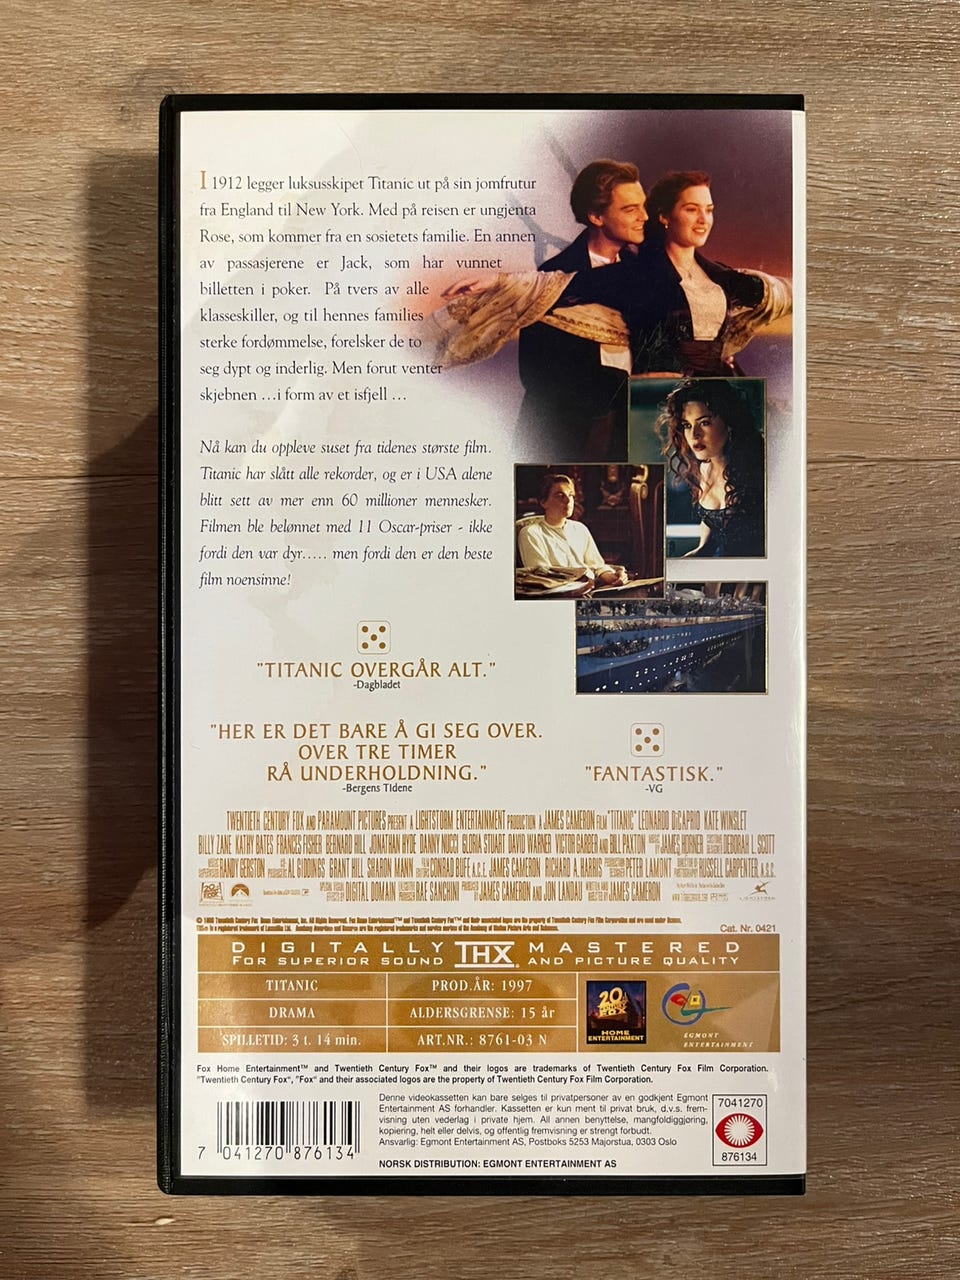 I 1912 legger luksusskipet Titanic ut på sin jomfrutur
fra England til New York. Med på reisen er ungjenta
Rose, som kommer fra en sosietets familie. En annen
av passasjerene er Jack, som har vunnet
billetten i poker. På tvers av alle
klasseskiller, og til hennes families
sterke fordømmelse, forelsker de to
seg dypt og inderlig. Men forut venter
skjebnen ...i form av et isfjell ...
Nå kan du oppleve suset fra tidenes største film.
Titanic har slått alle rekorder, og er i USA alene
blitt sett av mer enn 60 millioner mennesker.
Filmen ble belønnet med 11 Oscar-priser - ikke
fordi den var dyr..... men fordi den er den beste
film noensinne!
"TITANIC OVERGÅR ALT."
-Dagbladet
"HER ER DET BARE Å GI SEG OVER.
OVER TRE TIMER
RÅ UNDERHOLDNING."
-Bergens Tidene
"FANTASTISK."
-VG
TWENTIETH CENTURY FOX AND PARAMOUNT PICTURES PRESENT A LIGHTSTORM ENTERTAINMENT PRODUCTION A JAMES CAMERON FILM "TITANIC" LEONARDO DICAPRIO KATE WINSLET
BILLY ZANE KATHY BATES FRANCES FISHER BERNARD HILL JONATHAN HYDE DANNY NUCCI GLORIA STUART DAVID WARNER VICTOR GARBER AND BILL PAXTON MUSIC BY JAMES HORNER DEBORAH L. SCOTT
RANDY GERSTON AL GIDDINGS GRANT HILL SHARON MANN CONRAD BUFF A.C.E. JAMES CAMERON RICHARD A. HARRIS PETER LAMONT RUSSELL CARPENTER, A.S.C.
DIGITAL DOMAIN RAE SANCHINI PRODUCED BY JAMES CAMERON AND JON LANDAU WRITTEN AND DIRECTED BY JAMES CAMERON
Cat. Nr. 0421
DIGITALLY THX MASTERED
FOR SUPERIOR SOUND AND PICTURE QUALITY
TITANIC PROD.ÅR: 1997
DRAMA ALDERSGRENSE: 15 år
SPILLETID: 3 t. 14 min. ART.NR.: 8761-03 N
20th CENTURY FOX
HOME
ENTERTAINMENT
EGMONT
ENTERTAINMENT
Fox Home Entertainment™ and Twentieth Century Fox™ and their logos are trademarks of Twentieth Century Fox Film Corporation.
"Twentieth Century Fox", "Fox" and their associated logos are the property of Twentieth Century Fox Film Corporation.
Denne videokassetten kan bare selges til privatpersoner av en godkjent Egmont
Entertainment AS forhandler. Kassetten er kun ment til privat bruk, d.v.s. frem-
visning uten vederlag i private hjem. All annen benyttelse, mangfoldiggjøring,
kopiering, helt eller delvis, og offentlig fremvisning er strengt forbudt.
Ansvarlig: Egmont Entertainment AS, Postboks 5253 Majorstua, 0303 Oslo
NORSK DISTRIBUTION: EGMONT ENTERTAINMENT AS
7 041270 876134
7041270
876134